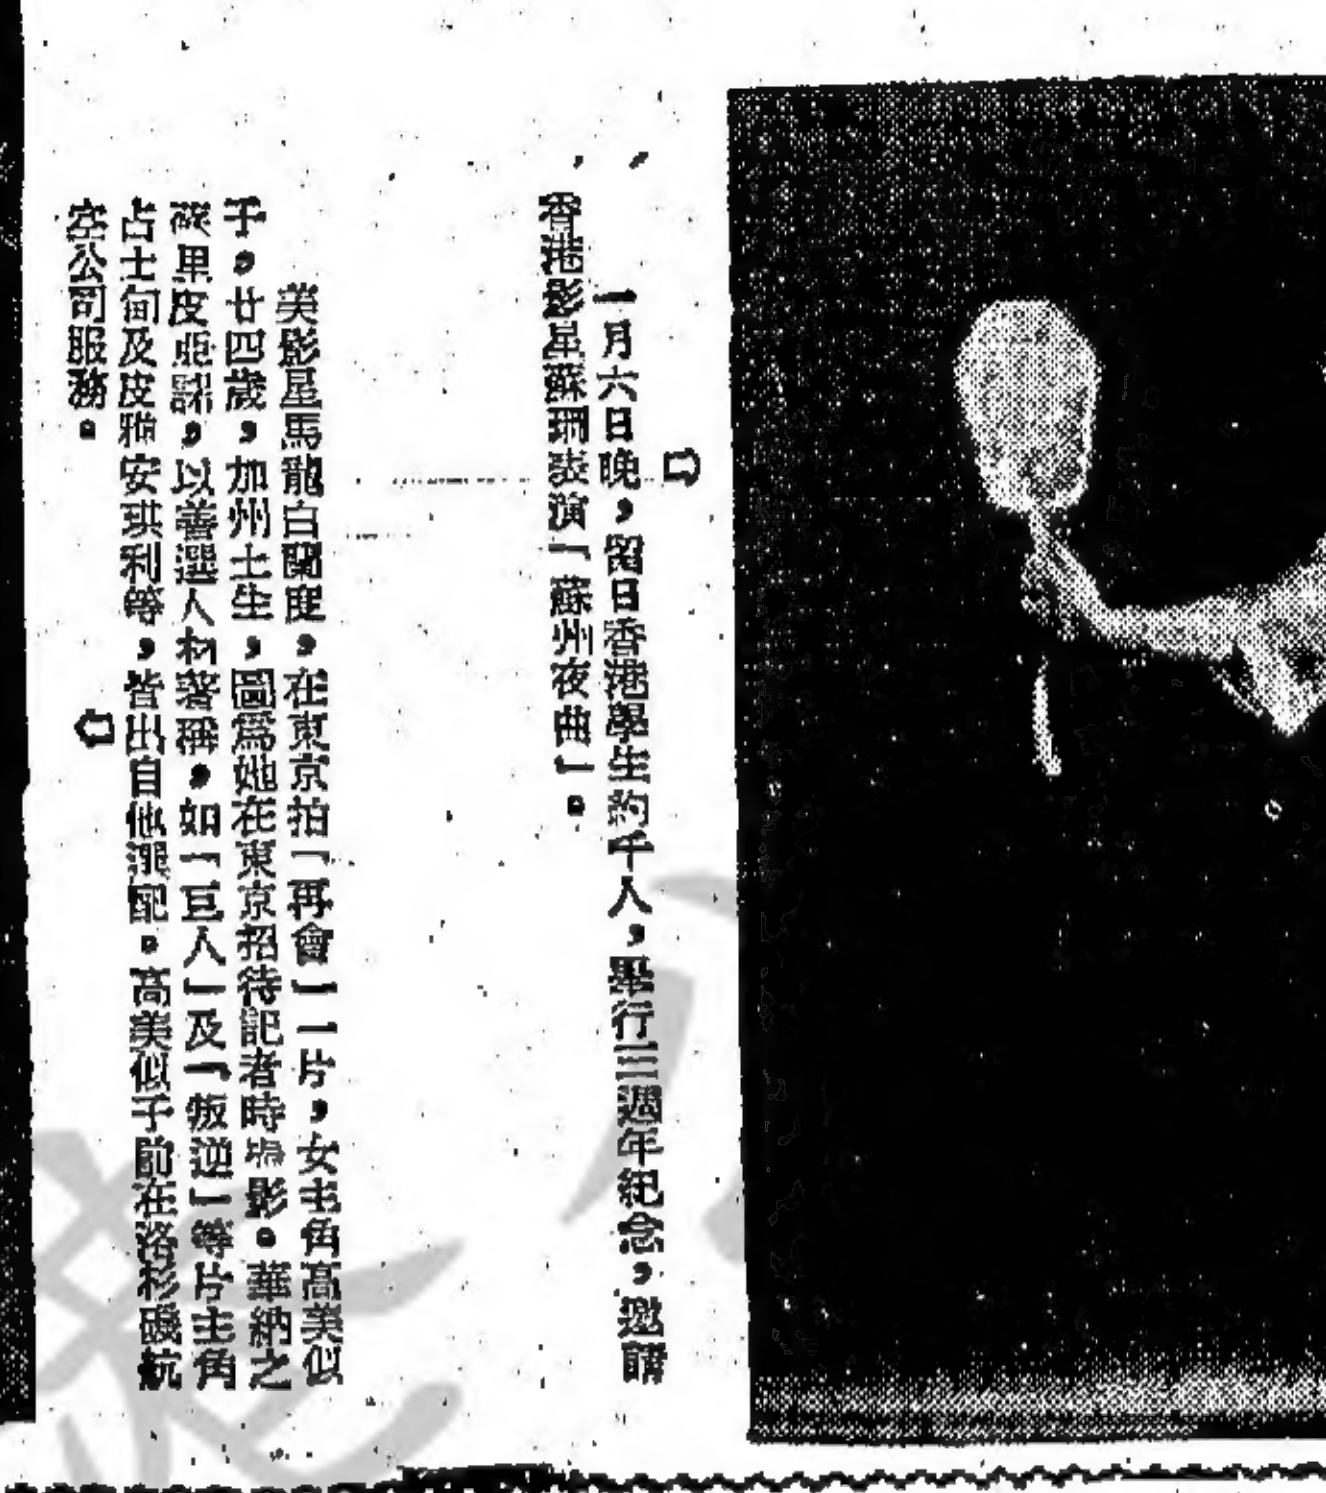 一月六日晚，留日香港學生約千人，舉行三週年紀念，邀請
香港影星蘇珊表演「蘇州夜曲」。
美影星馬龍白蘭度，在東京拍「再會」一片，女主角高美似
子，廿四歲，加州土生，圖爲她在東京招待記者時攝影。華納之
里皮，以善選人材著稱，如「巨人」及「叛逆」等片主角
占士甸及皮雅安琪利等，皆出自他選配。高美似子前在洛杉磯航
空公司服務。